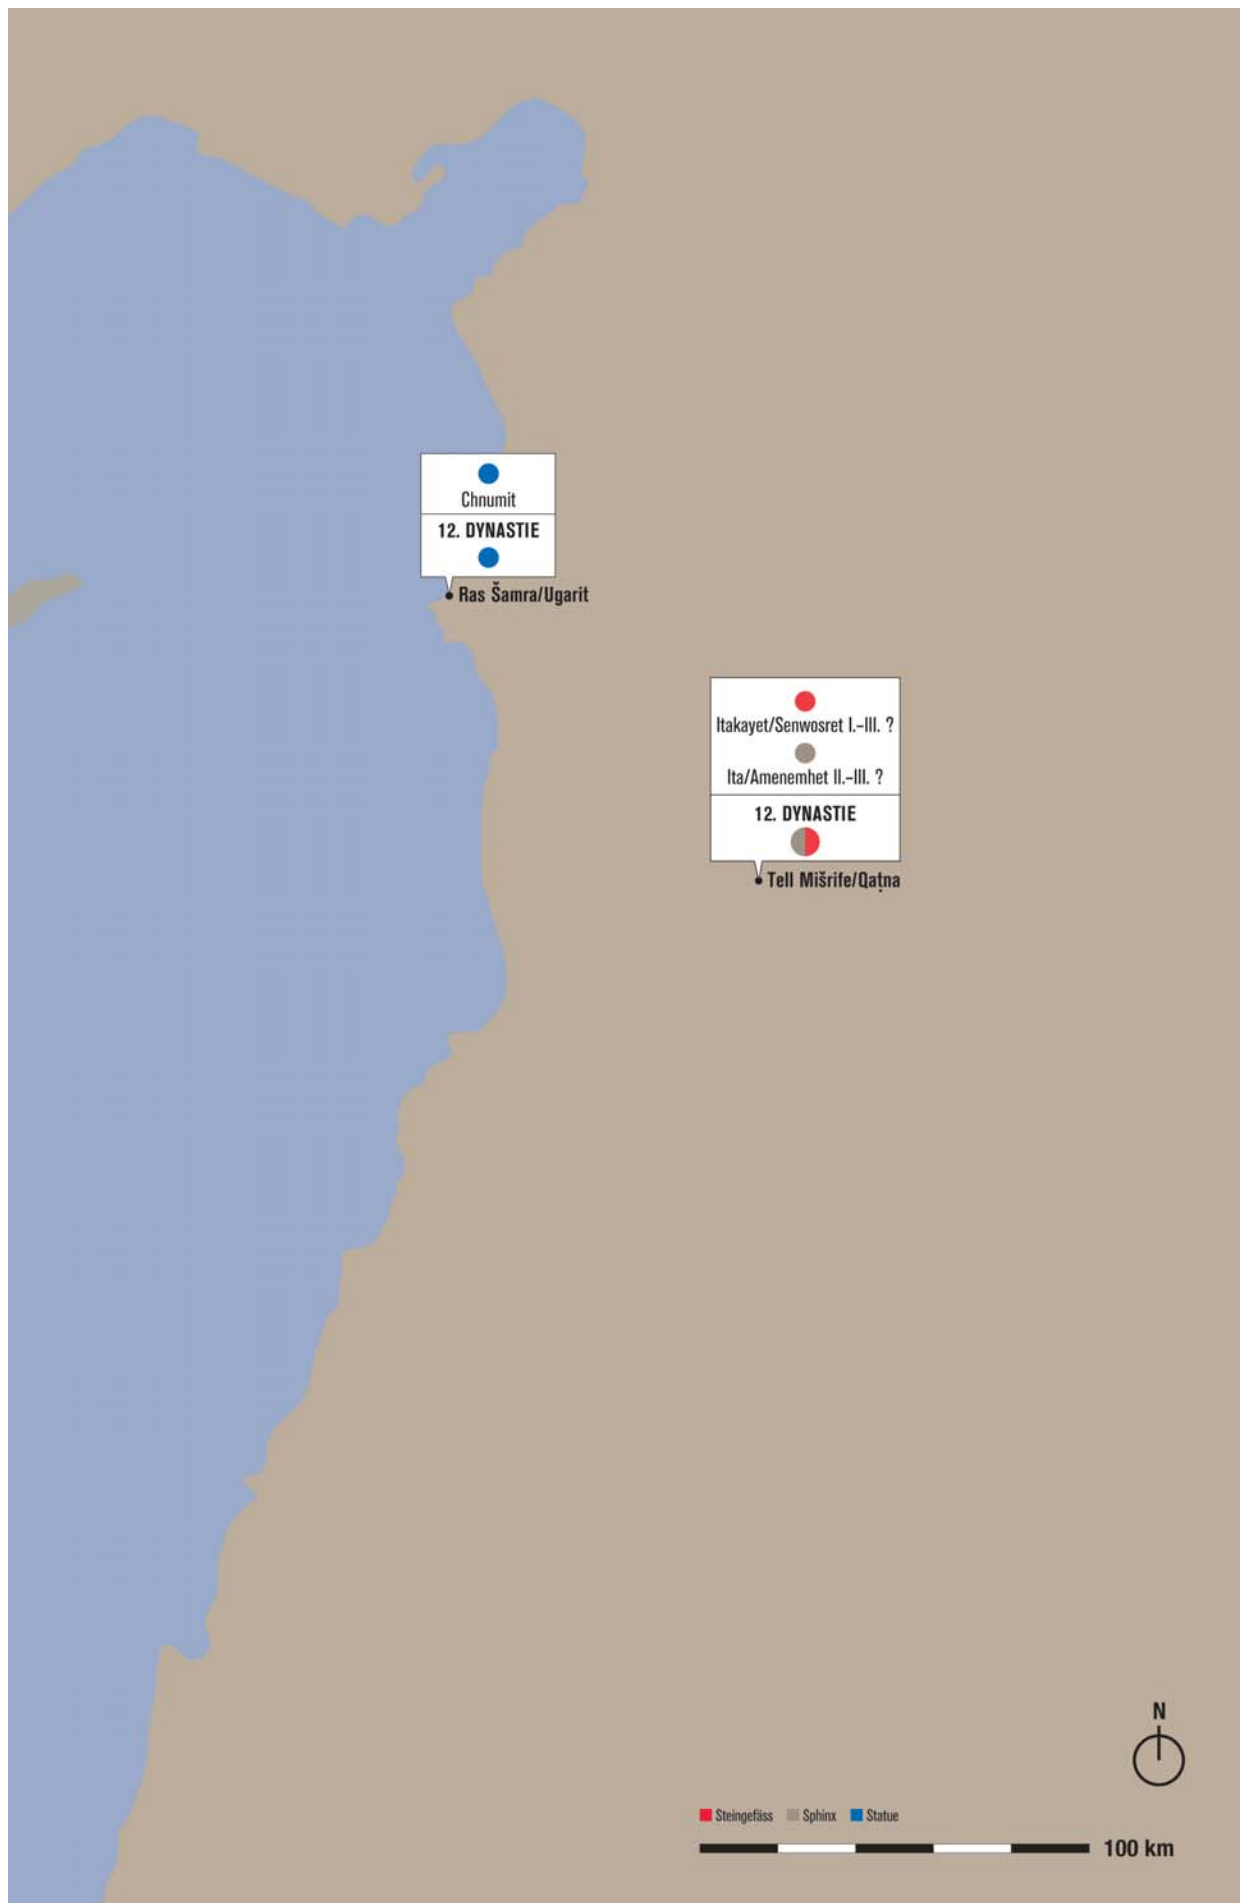 Chnumit
12. DYNASTIE
Ras Šamra/Ugarit
Itakayet/Senwosret I.–III. ?
Ita/Amenemhet II.–III. ?
12. DYNASTIE
Tell Mišrife/Qaṭna
N
Steingefäss Sphinx Statue
100 km